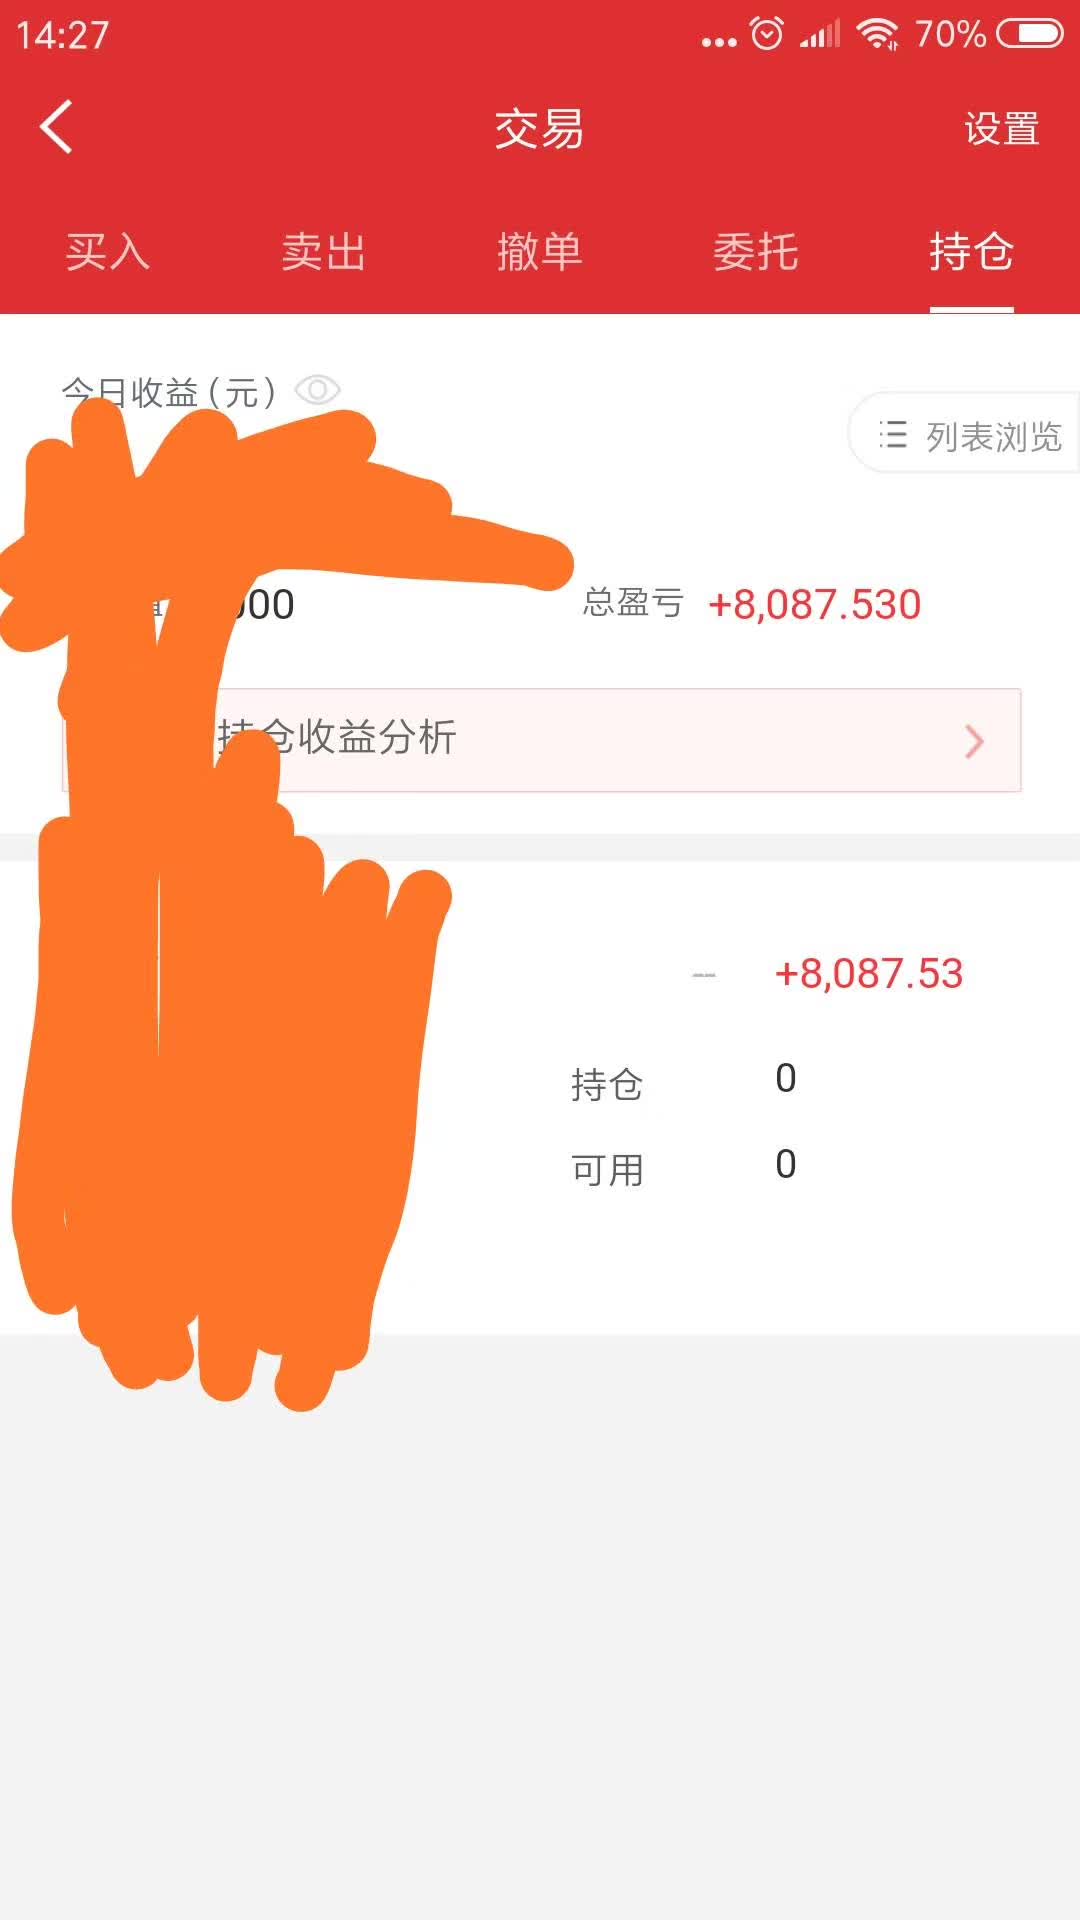 14:27
70%
交易
设置
买入
卖出
撤单
委托
持仓
今日收益(元)
列表浏览
000
总盈亏
+8,087.530
持仓收益分析
--
+8,087.53
持仓
0
可用
0